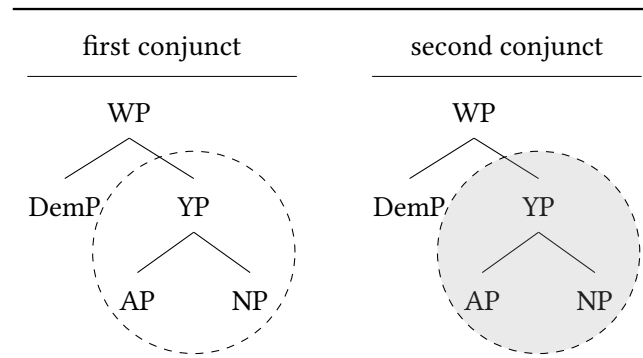 first conjunct second conjunct
WP WP
DemP YP DemP YP
AP NP AP NP